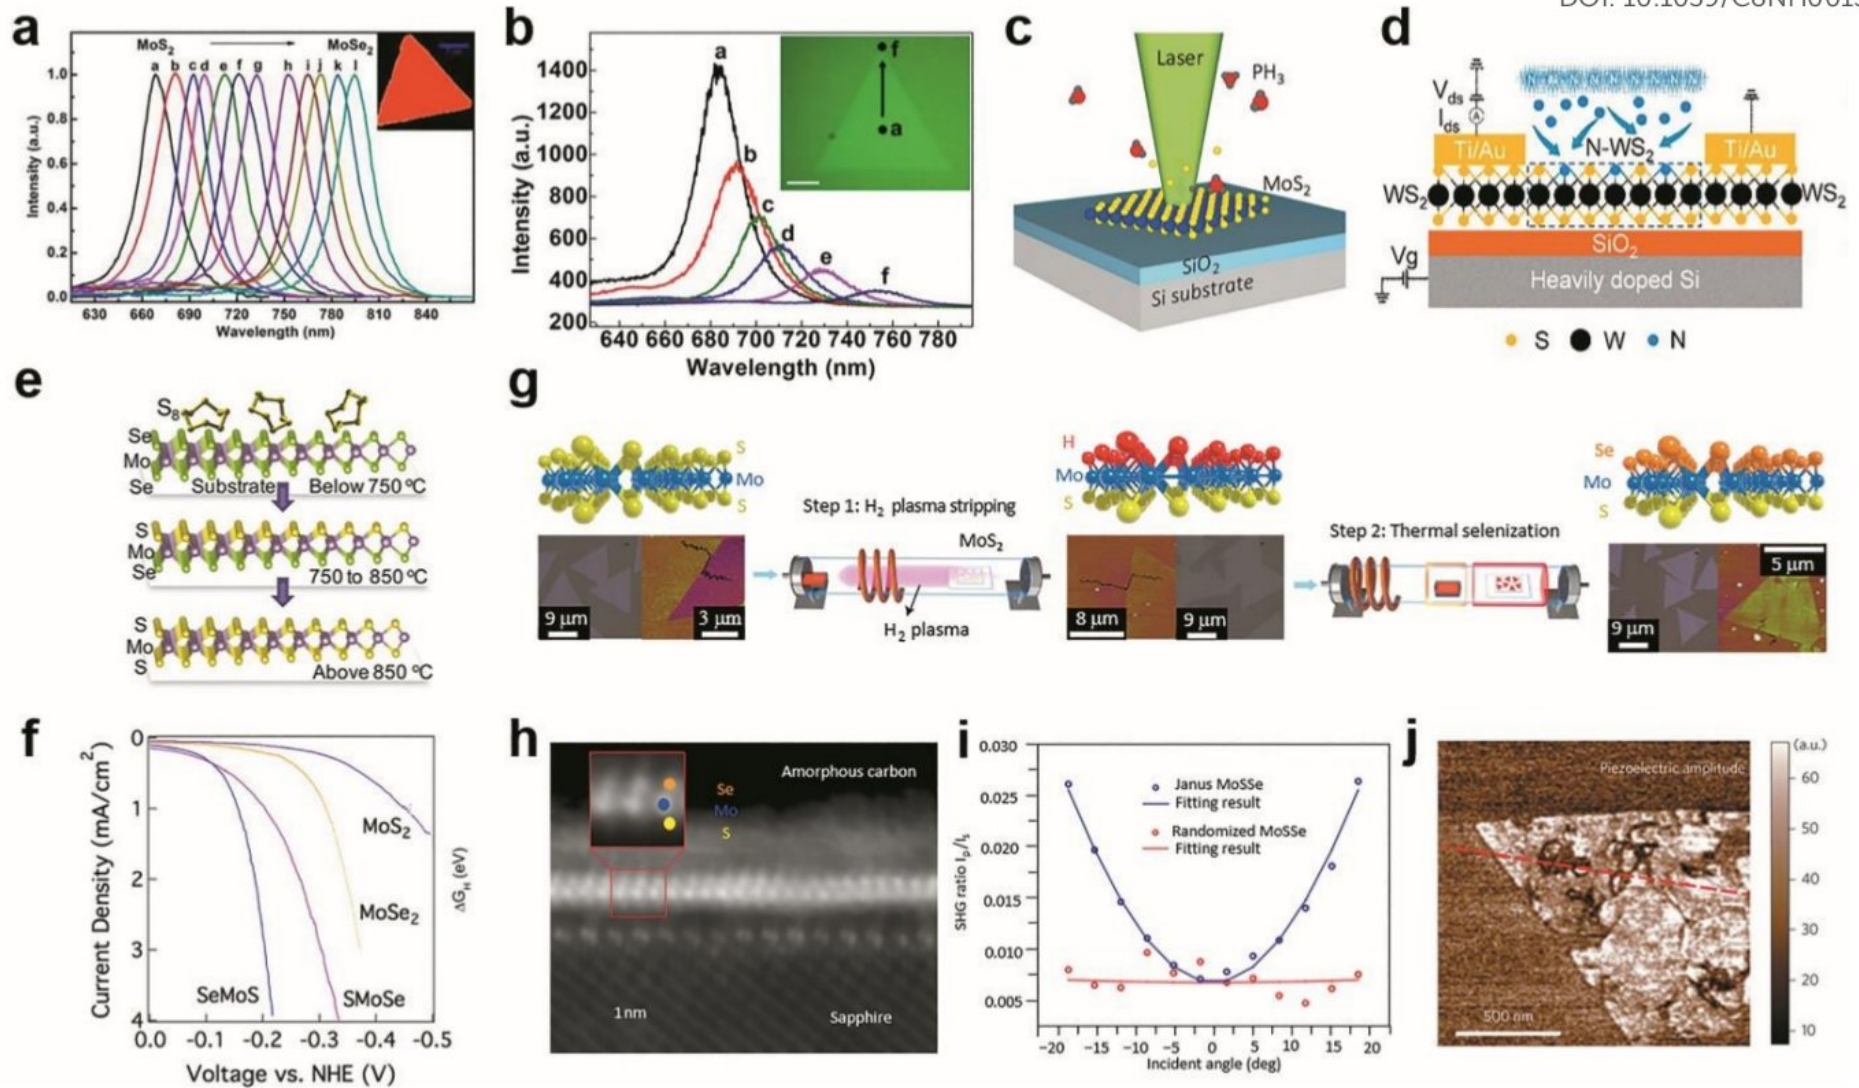 DOI: 10.1039/C8NH001
a
MoS2
MoSe2
a b c d e f g h i j k l
1.0
0.8
0.6
0.4
0.2
0.0
Intensity (a.u.)
630 660 690 720 750 780 810 840
Wavelength (nm)
b
a
b
c
d
e
f
f
a
1400
1200
1000
800
600
400
200
Intensity (a.u.)
640 660 680 700 720 740 760 780
Wavelength (nm)
c
Laser
PH3
MoS2
SiO2
Si substrate
d
Vds
Ids
A
N N N N N N N N N
Ti/Au
N-WS2
Ti/Au
WS2
WS2
SiO2
Vg
Heavily doped Si
S W N
e
S8
Se
Mo
Se
Substrate
Below 750 ºC
S
Mo
Se
750 to 850ºC
S
Mo
S
Above 850 ºC
g
S
Mo
S
9 µm
3 µm
Step 1: H2 plasma stripping
MoS2
H2 plasma
H
Mo
S
8 µm
9 µm
Step 2: Thermal selenization
Se
Mo
S
9 µm
5 µm
f
0
1
2
3
4
Current Density (mA/cm2)
MoS2
MoSe2
SeMoS
SMoSe
0.0 -0.1 -0.2 -0.3 -0.4 -0.5
Voltage vs. NHE (V)
ΔGH (eV)
h
Se
Mo
S
Amorphous carbon
1nm
Sapphire
i
0.030
0.025
0.020
0.015
0.010
0.005
SHG ratio Ip/Is
Janus MoSSe
Fitting result
Randomized MoSSe
Fitting result
−20 −15 −10 −5 0 5 10 15 20
Incident angle (deg)
j
Piezoelectric amplitude
500 nm
(a.u.)
60
50
40
30
20
10